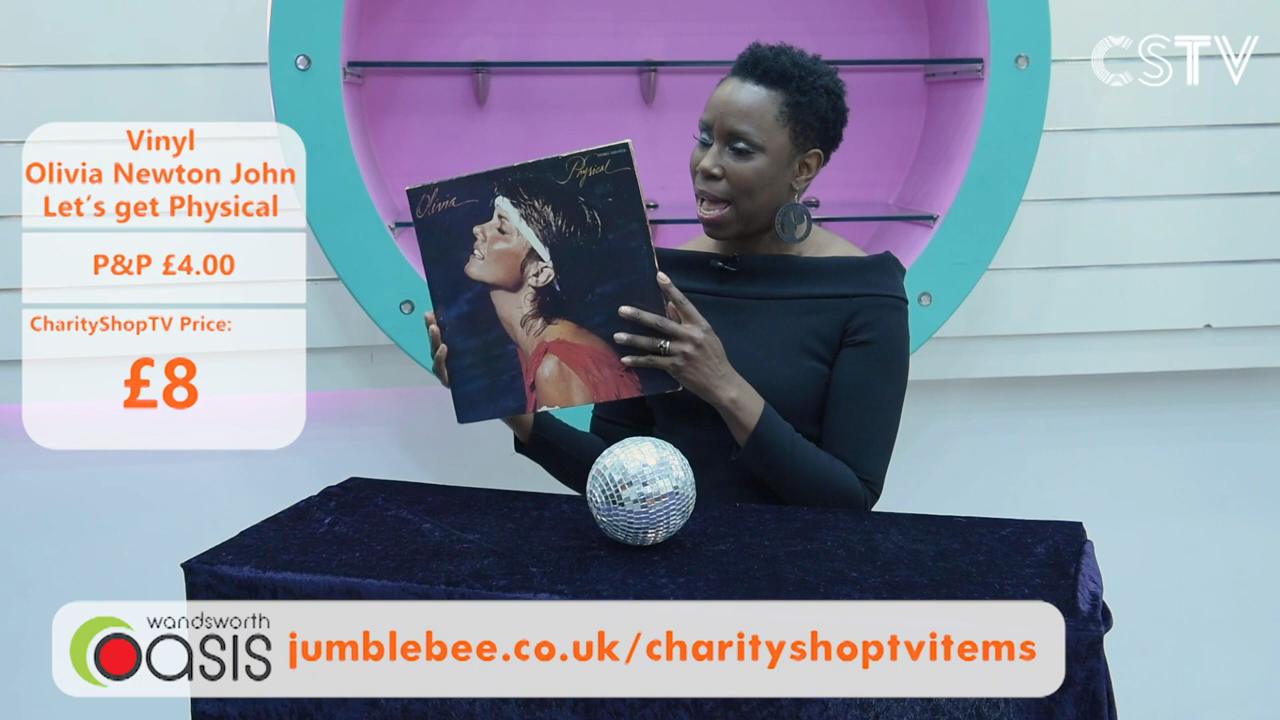 CSTV
Vinyl
Olivia Newton John
Let's get Physical
P&P £4.00
CharityShopTV Price:
£8
Olivia
Physical
wandsworth
oasis
jumblebee.co.uk/charityshoptvitems